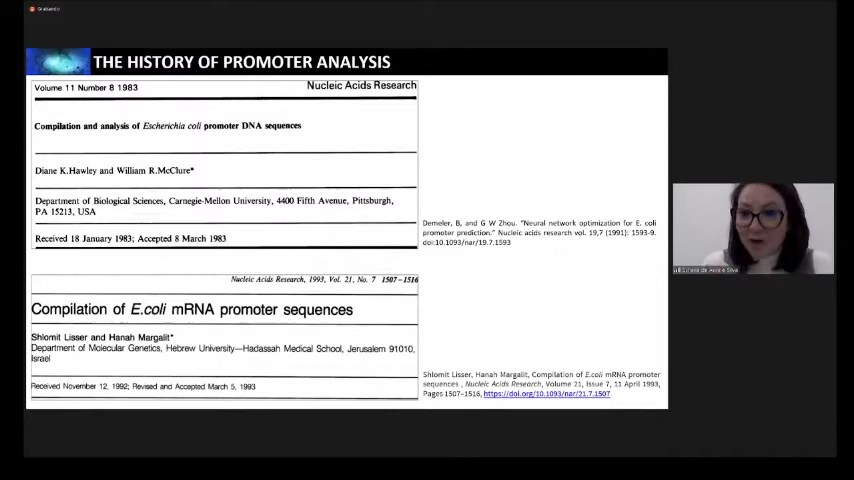 Grabando
THE HISTORY OF PROMOTER ANALYSIS
Volume 11 Number 8 1983
Nucleic Acids Research
Compilation and analysis of Escherichia coli promoter DNA sequences
Diane K.Hawley and William R.McClure*
Department of Biological Sciences, Carnegie-Mellon University, 4400 Fifth Avenue, Pittsburgh,
PA 15213, USA
Received 18 January 1983; Accepted 8 March 1983
Demeler, B, and G W Zhou. "Neural network optimization for E. coli
promoter prediction." Nucleic acids research vol. 19,7 (1991): 1593-9.
doi:10.1093/nar/19.7.1593
Nucleic Acids Research, 1993, Vol. 21, No. 7 1507–1516
Compilation of E.coli mRNA promoter sequences
Shlomit Lisser and Hanah Margalit*
Department of Molecular Genetics, Hebrew University—Hadassah Medical School, Jerusalem 91010,
Israel
Received November 12, 1992; Revised and Accepted March 5, 1993
Shlomit Lisser, Hanah Margalit, Compilation of E.coli mRNA promoter
sequences , Nucleic Acids Research, Volume 21, Issue 7, 11 April 1993,
Pages 1507–1516, https://doi.org/10.1093/nar/21.7.1507
de Avila e Silva